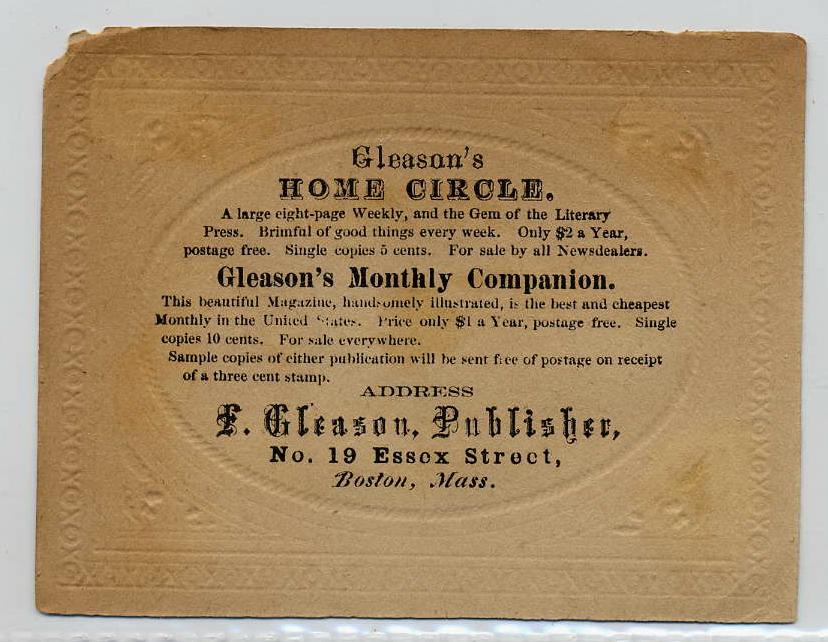 Gleason's
HOME CIRCLE.
A large eight-page Weekly, and the Gem of the Literary
Press. Brimful of good things every week. Only $2 a Year,
postage free. Single copies 5 cents. For sale by all Newsdealers.
Gleason's Monthly Companion.
This beautiful Magazine, handsomely illustrated, is the best and cheapest
Monthly in the United States. Price only $1 a Year, postage free. Single
copies 10 cents. For sale everywhere.
Sample copies of either publication will be sent free of postage on receipt
of a three cent stamp.
ADDRESS
F. Gleason, Publisher,
No. 19 Essex Street,
Boston, Mass.